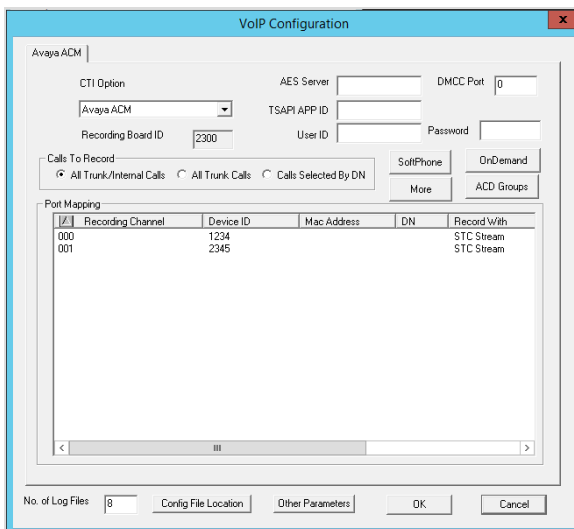 VoIP Configuration
x
Avaya ACM
CTI Option
AES Server
DMCC Port 0
Avaya ACM
TSAPI APP ID
Recording Board ID 2300
User ID
Password
Calls To Record
All Trunk/Internal Calls All Trunk Calls Calls Selected By DN
SoftPhone
OnDemand
More
ACD Groups
Port Mapping
Recording Channel Device ID Mac Address DN Record With
000 1234 STC Stream
001 2345 STC Stream
No. of Log Files 8 Config File Location Other Parameters OK Cancel